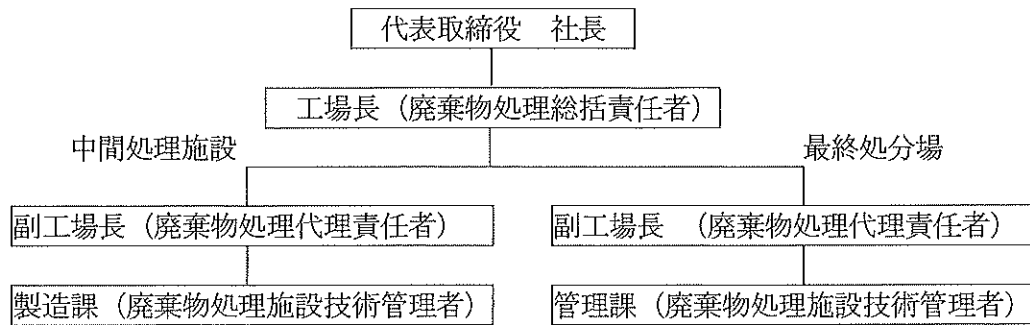 代表取締役　社長
工場長（廃棄物処理総括責任者）
中間処理施設
最終処分場
副工場長（廃棄物処理代理責任者）
副工場長　（廃棄物処理代理責任者）
製造課（廃棄物処理施設技術管理者）
管理課（廃棄物処理施設技術管理者）